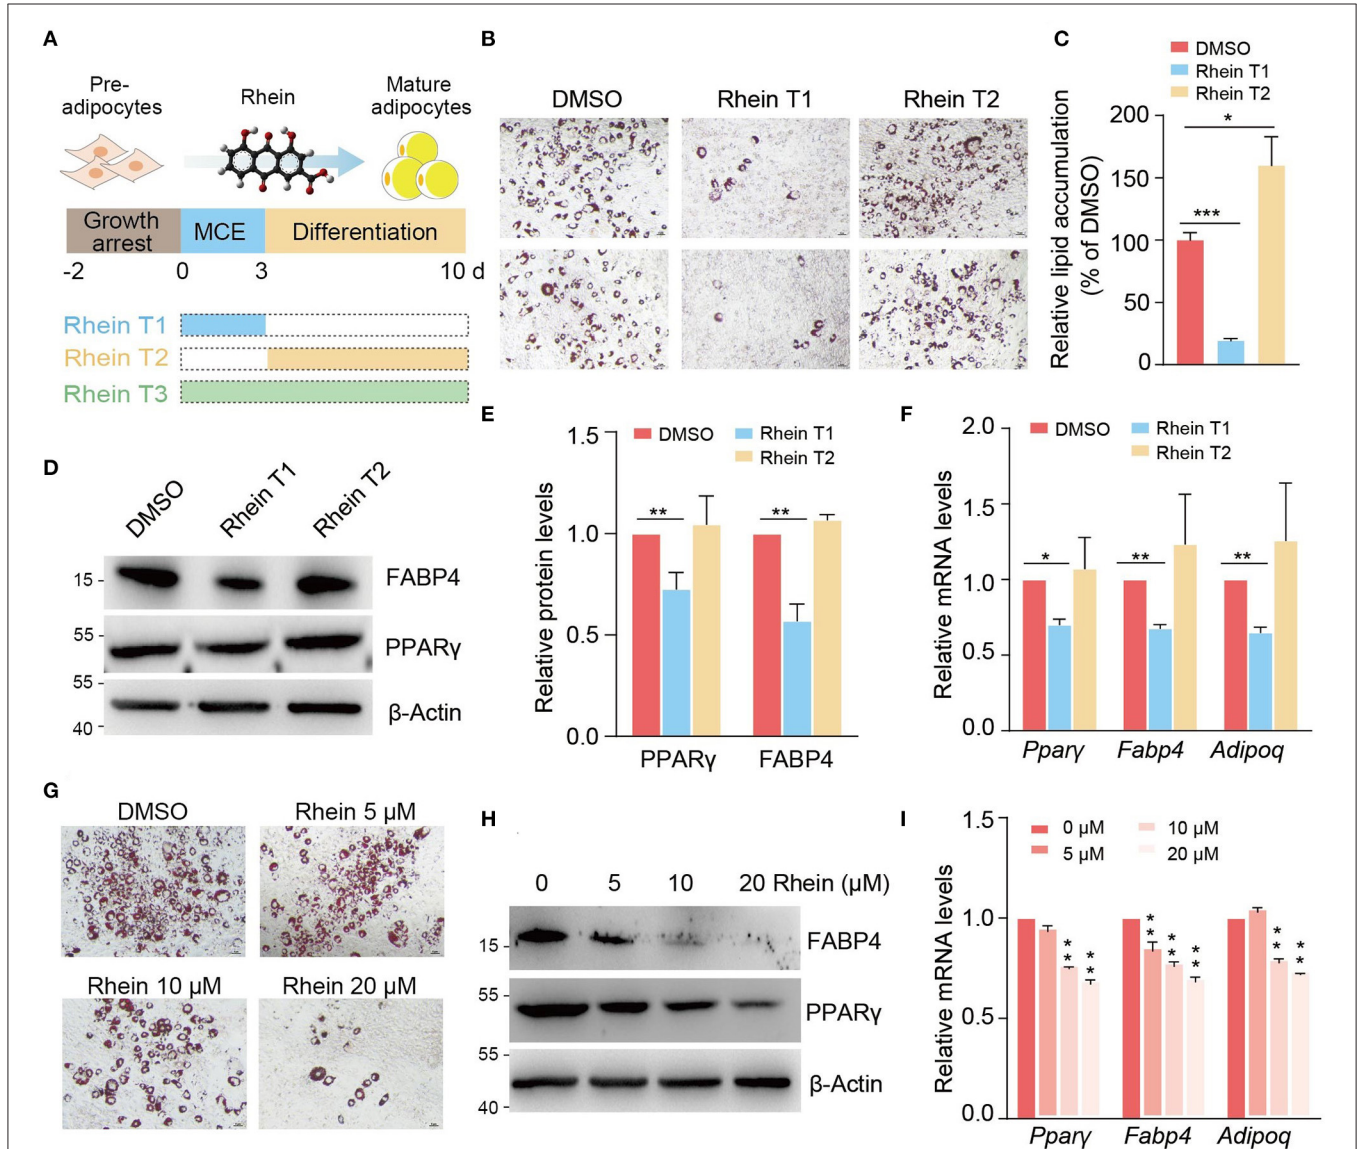 A
Pre-
adipocytes
Rhein
Mature
adipocytes
Growth
arrest
MCE
Differentiation
-2
0
3
10 d
Rhein T1
Rhein T2
Rhein T3
B
DMSO
Rhein T1
Rhein T2
C
DMSO
Rhein T1
Rhein T2
Relative lipid accumulation
(% of DMSO)
200
150
100
50
0
***
*
D
DMSO
Rhein T1
Rhein T2
15
FABP4
55
PPARγ
55
40
β-Actin
E
DMSO
Rhein T1
Rhein T2
Relative protein levels
1.5
1.0
0.5
0.0
**
**
PPARγ
FABP4
F
DMSO
Rhein T1
Rhein T2
Relative mRNA levels
2.0
1.5
1.0
0.5
0.0
*
**
**
Pparγ
Fabp4
Adipoq
G
DMSO
Rhein 5 μM
Rhein 10 μM
Rhein 20 μM
H
0
5
10
20 Rhein (μM)
15
FABP4
55
PPARγ
55
40
β-Actin
I
0 μM
5 μM
10 μM
20 μM
Relative mRNA levels
1.5
1.0
0.5
0.0
**
**
**
**
**
**
**
Pparγ
Fabp4
Adipoq